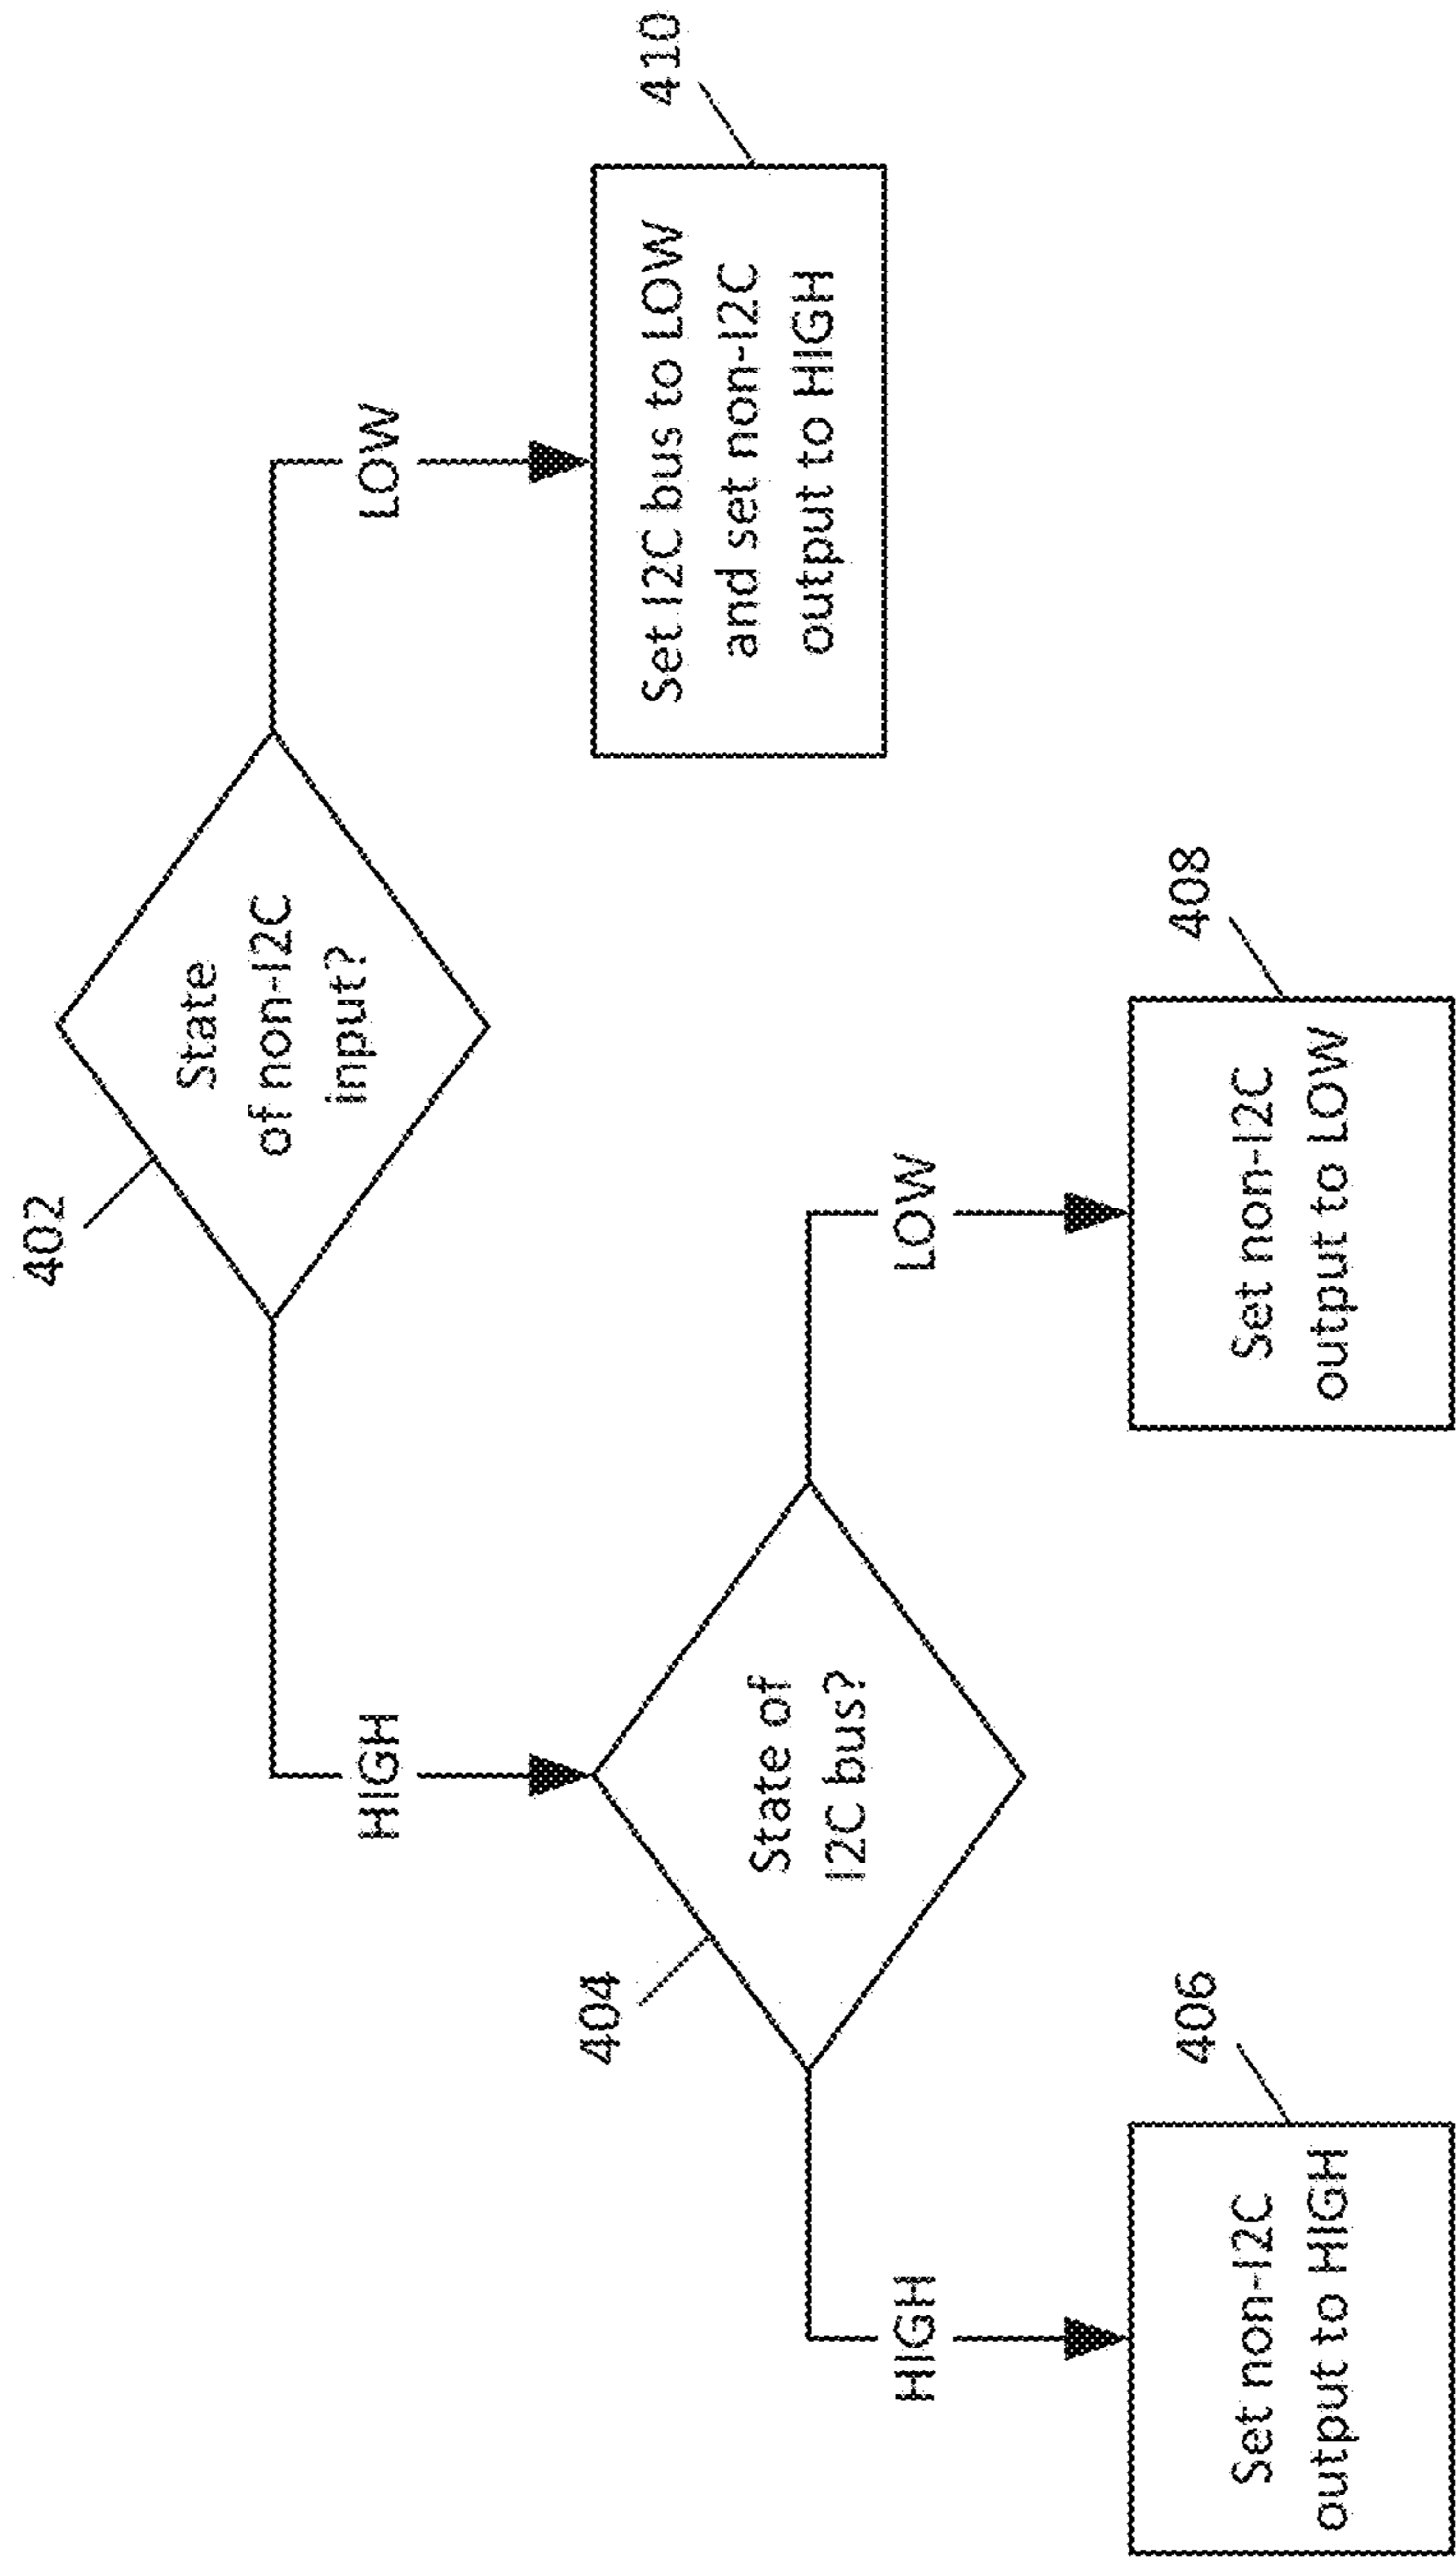 402
State
of non-I2C
input?
HIGH
LOW
404
State of
I2C bus?
410
Set I2C bus to LOW
and set non-I2C
output to HIGH
HIGH
LOW
406
Set non-I2C
output to HIGH
408
Set non-I2C
output to LOW